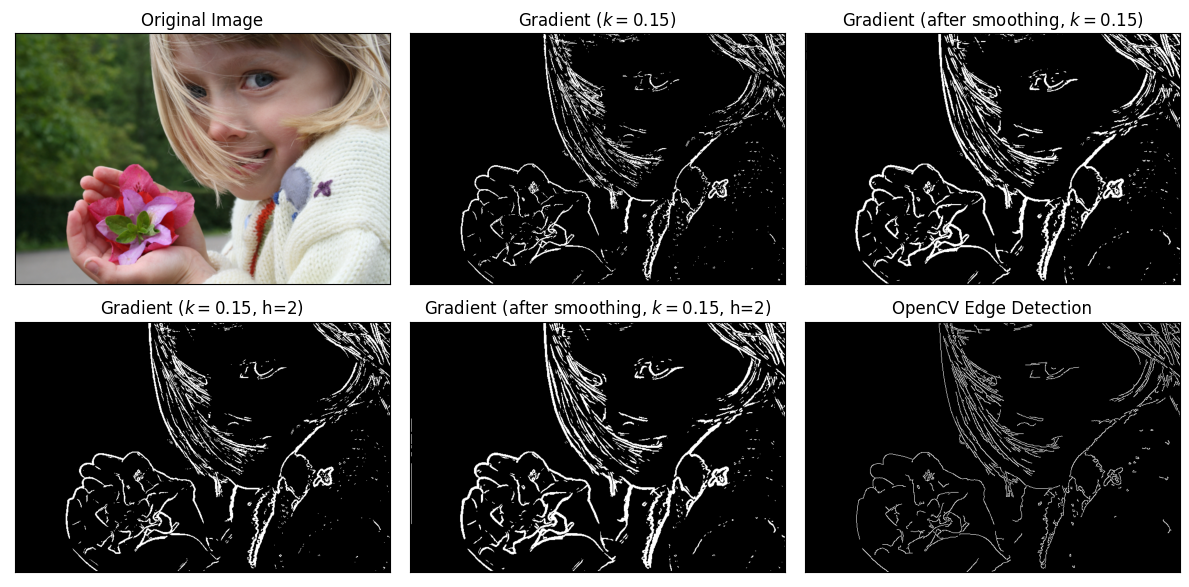 Original Image
Gradient (k = 0.15)
Gradient (after smoothing, k = 0.15)
Gradient (k = 0.15, h=2)
Gradient (after smoothing, k = 0.15, h=2)
OpenCV Edge Detection